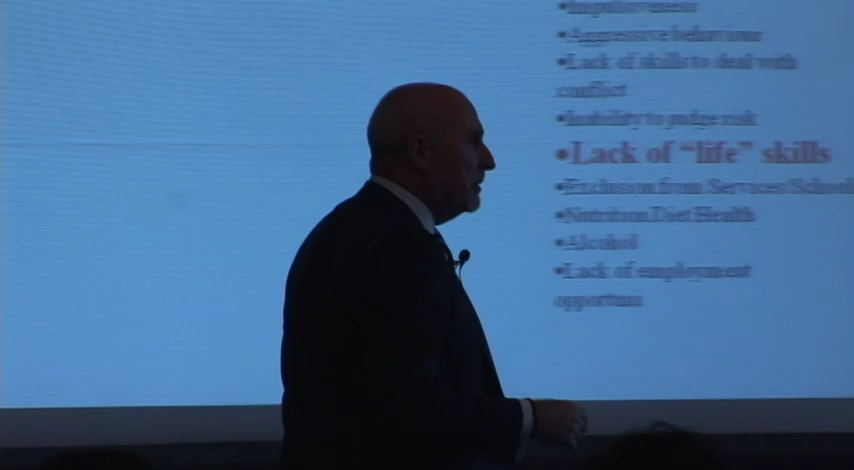 •Impulsiveness
•Aggressive behaviour
•Lack of skills to deal with
conflict
•Inability to judge risk
•Lack of “life” skills
•Exclusion from Services School
•Nutrition Diet Health
•Alcohol
•Lack of employment